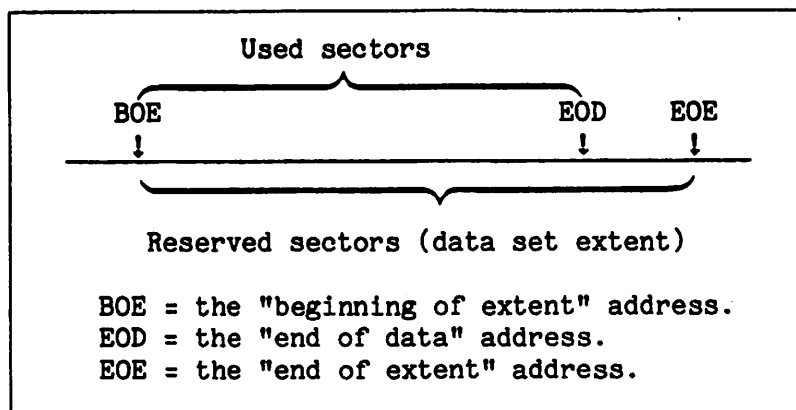 Used sectors
BOE EOD EOE
Reserved sectors (data set extent)
BOE = the "beginning of extent" address.
EOD = the "end of data" address.
EOE = the "end of extent" address.